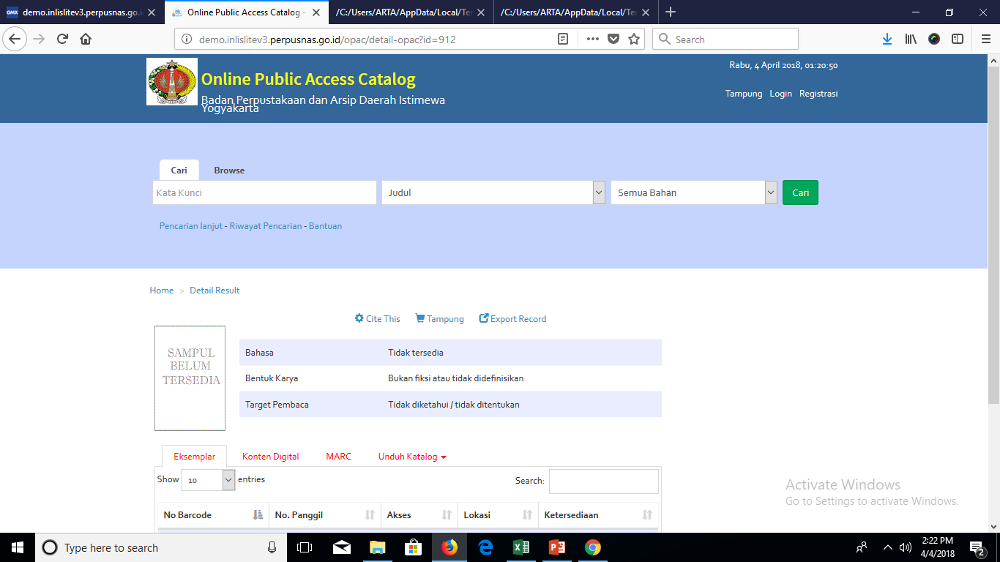 demo.inlislitev3.perpusnas.go.i
Online Public Access Catalog -
/C:/Users/ARTA/AppData/Local/Te
/C:/Users/ARTA/AppData/Local/Te
demo.inlislitev3.perpusnas.go.id/opac/detail-opac?id=912
Search
Online Public Access Catalog
Badan Perpustakaan dan Arsip Daerah Istimewa
Yogyakarta
Rabu, 4 April 2018, 01:20:50
Tampung Login Registrasi
Cari Browse
Kata Kunci Judul Semua Bahan Cari
Pencarian lanjut - Riwayat Pencarian - Bantuan
Home > Detail Result
Cite This Tampung Export Record
SAMPUL
BELUM
TERSEDIA
Bahasa Tidak tersedia
Bentuk Karya Bukan fiksi atau tidak didefinisikan
Target Pembaca Tidak diketahui / tidak ditentukan
Eksemplar Konten Digital MARC Unduh Katalog
Show 10 entries Search:
No Barcode No. Panggil Akses Lokasi Ketersediaan
Activate Windows
Go to Settings to activate Windows.
Type here to search
2:22 PM
4/4/2018
2